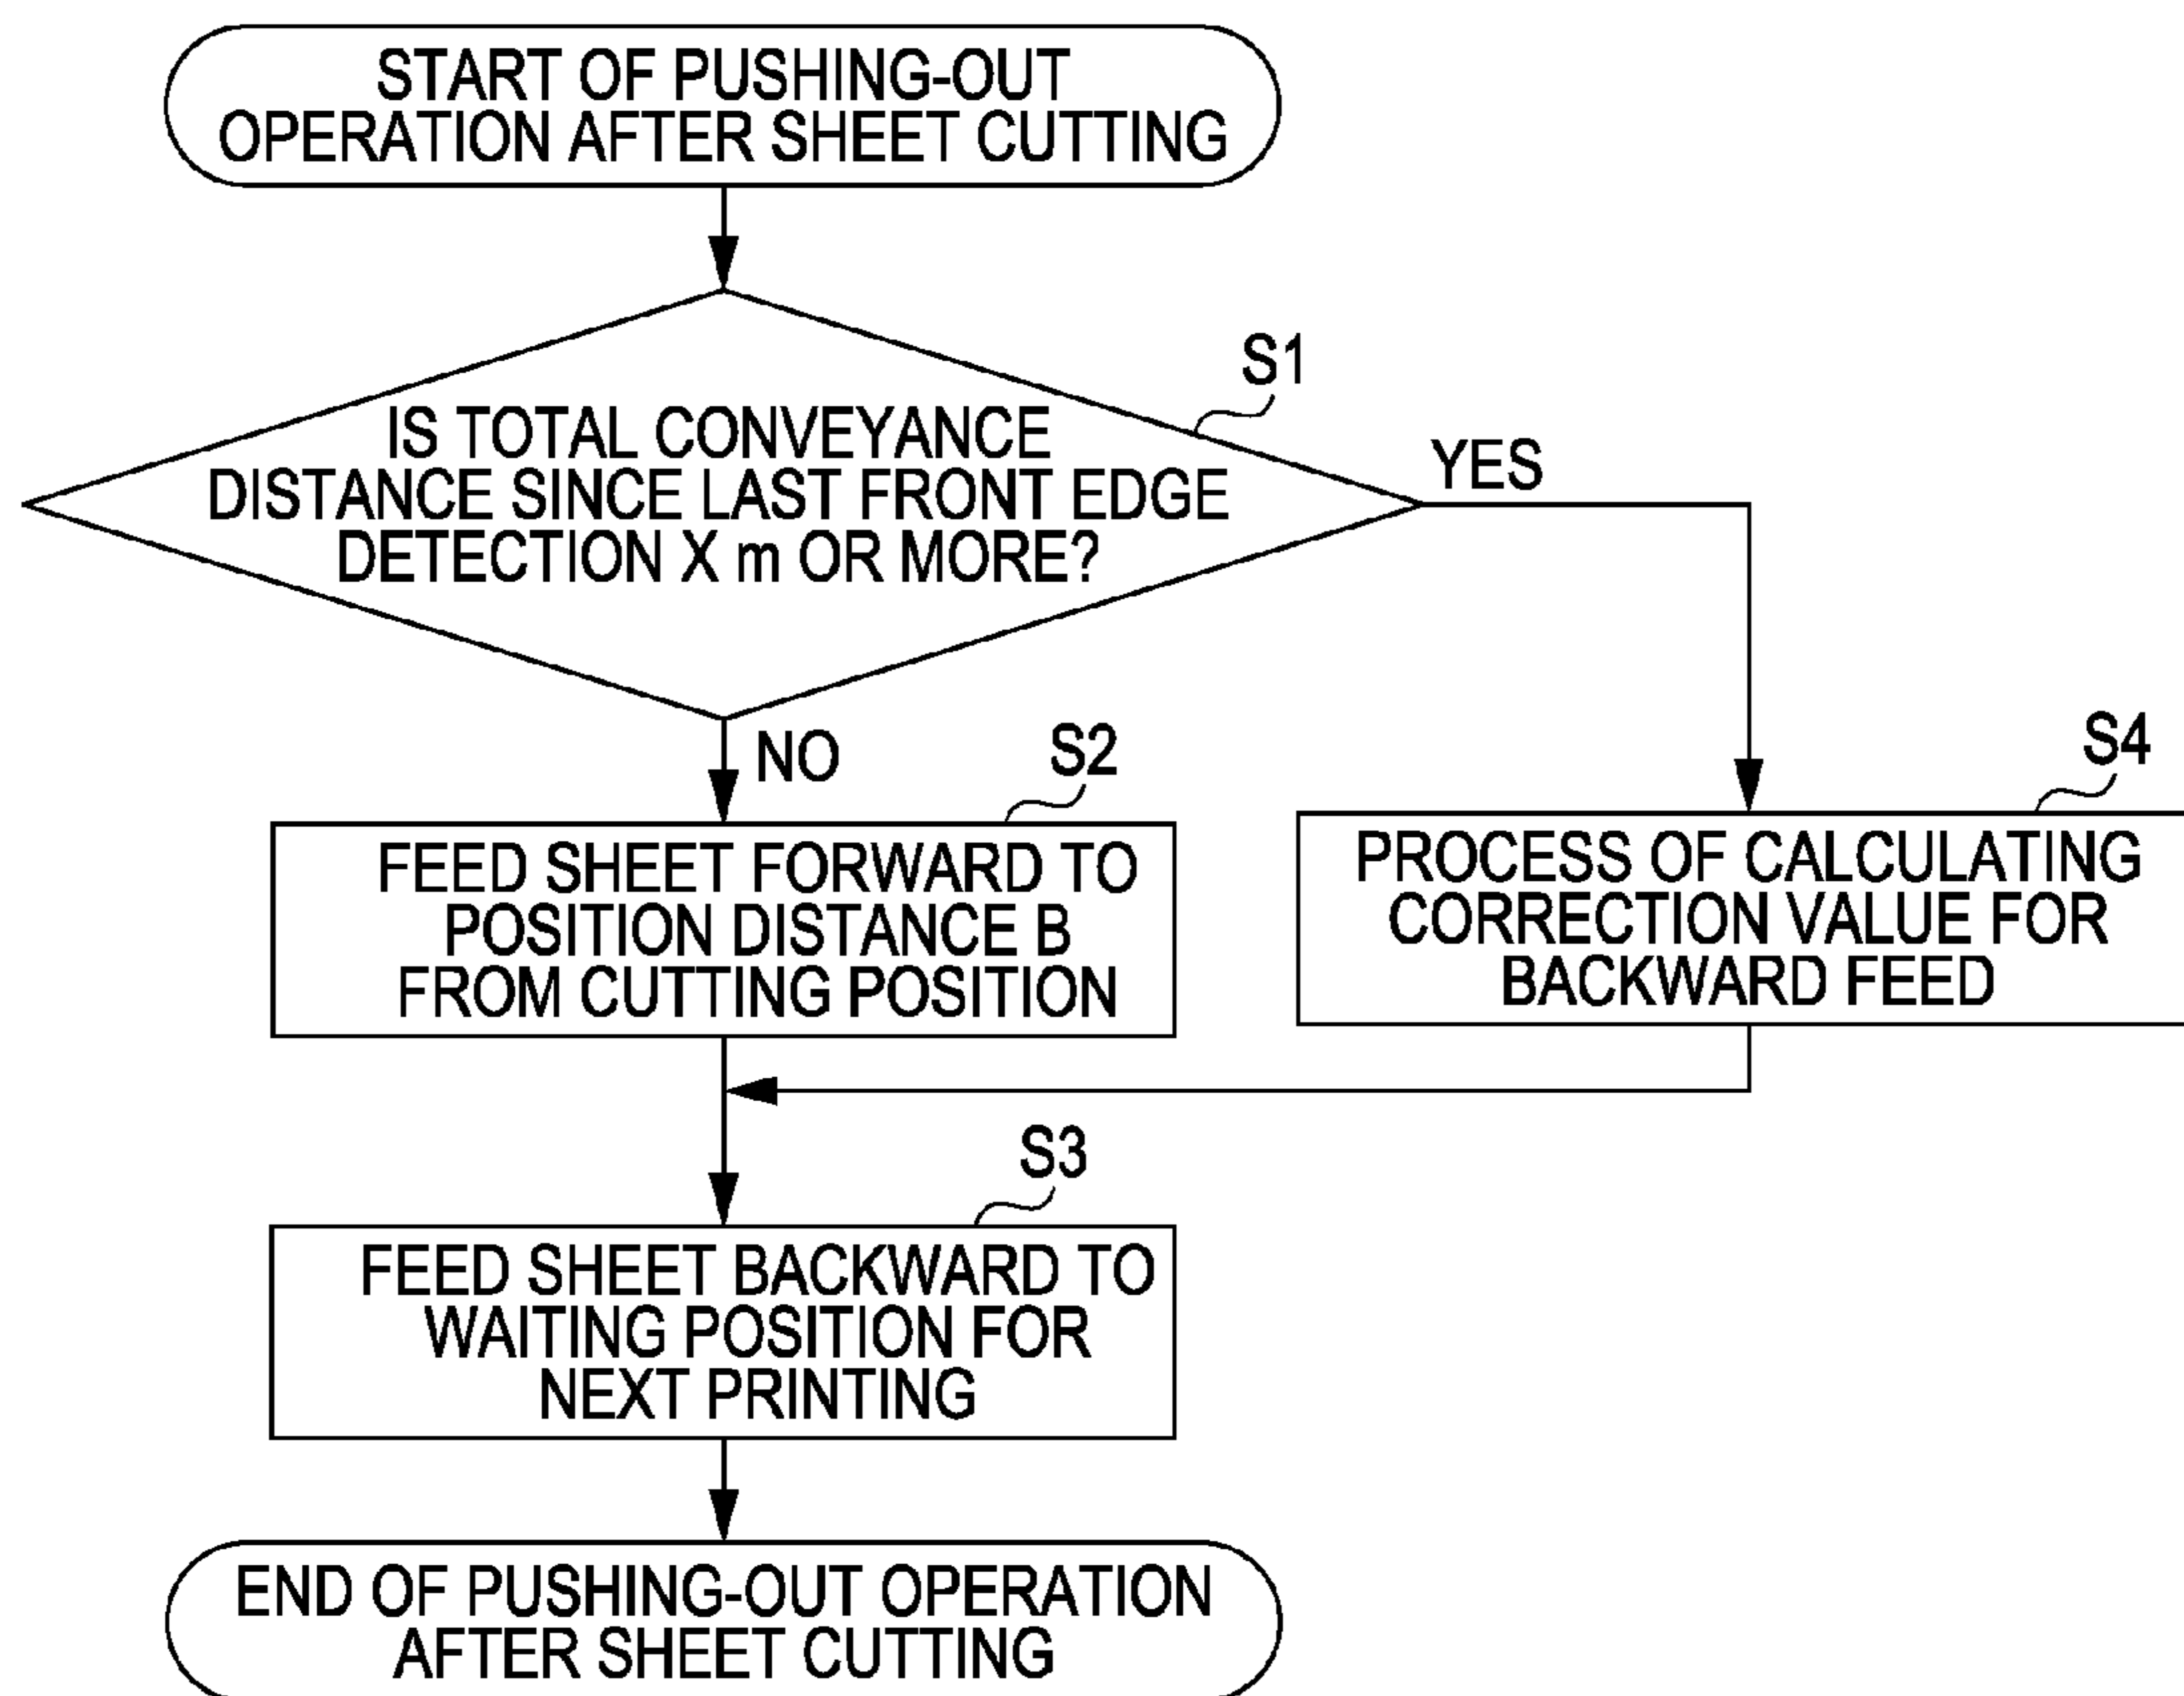 START OF PUSHING-OUT
OPERATION AFTER SHEET CUTTING
S1
IS TOTAL CONVEYANCE
DISTANCE SINCE LAST FRONT EDGE
DETECTION X m OR MORE?
YES
NO
S2
FEED SHEET FORWARD TO
POSITION DISTANCE B
FROM CUTTING POSITION
S4
PROCESS OF CALCULATING
CORRECTION VALUE FOR
BACKWARD FEED
S3
FEED SHEET BACKWARD TO
WAITING POSITION FOR
NEXT PRINTING
END OF PUSHING-OUT OPERATION
AFTER SHEET CUTTING